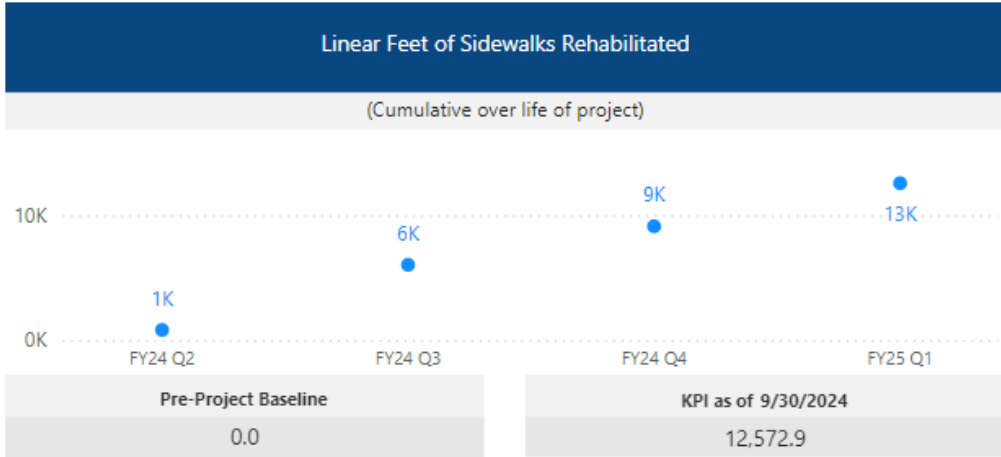 Linear Feet of Sidewalks Rehabilitated
(Cumulative over life of project)
10K
0K
1K
6K
9K
13K
FY24 Q2 FY24 Q3 FY24 Q4 FY25 Q1
Pre-Project Baseline
0.0
KPI as of 9/30/2024
12,572.9